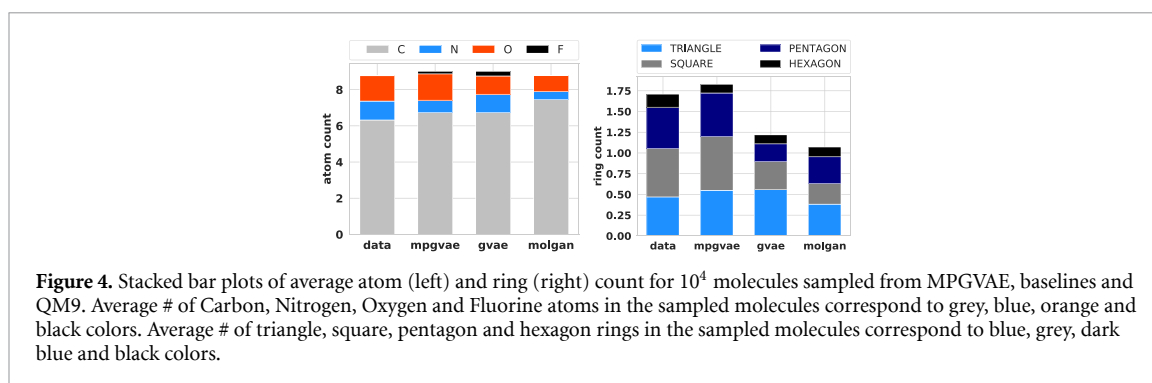 C N O F
atom count
8
6
4
2
0
data mpgvae gvae molgan
TRIANGLE PENTAGON
SQUARE HEXAGON
ring count
1.75
1.50
1.25
1.00
0.75
0.50
0.25
0.00
data mpgvae gvae molgan
Figure 4. Stacked bar plots of average atom (left) and ring (right) count for 10⁴ molecules sampled from MPGVAE, baselines and
QM9. Average # of Carbon, Nitrogen, Oxygen and Fluorine atoms in the sampled molecules correspond to grey, blue, orange and
black colors. Average # of triangle, square, pentagon and hexagon rings in the sampled molecules correspond to blue, grey, dark
blue and black colors.